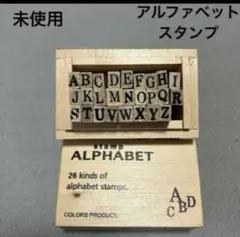 未使用
アルファベット
スタンプ
ABCDEFGHI
JKLMNOPQR
STUVWXYZ
stamp
ALPHABET
26 kinds of
alphabet stamps.
COLORS PRODUCT.
ABCD